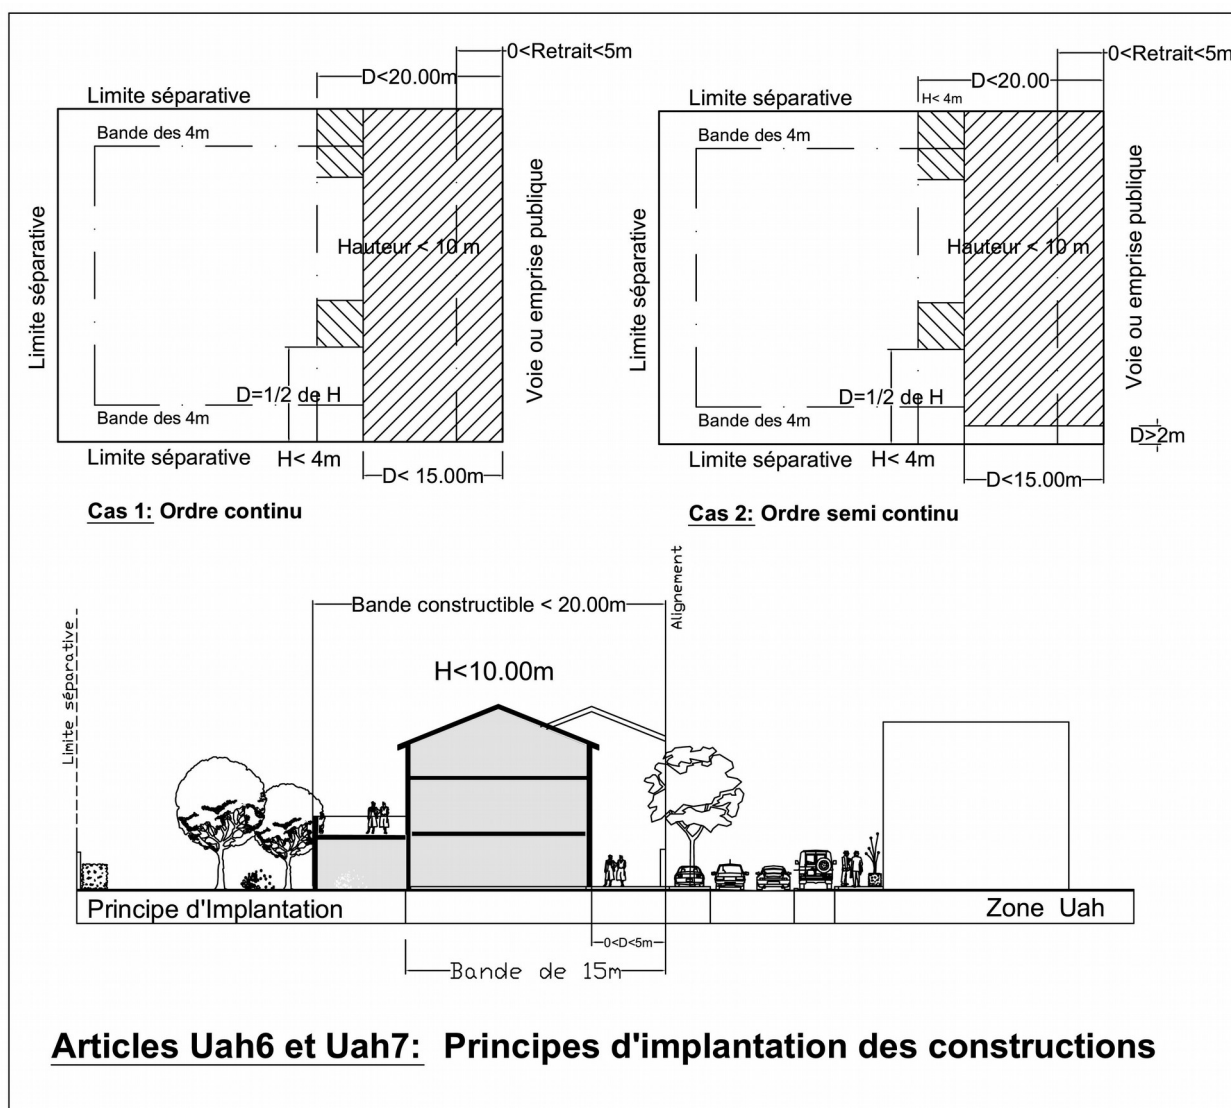 0<Retrait<5m
D<20.00m
Limite séparative
Bande des 4m
Limite séparative
Hauteur < 10 m
Voie ou emprise publique
D=1/2 de H
Bande des 4m
Limite séparative
H< 4m
D< 15.00m
Cas 1: Ordre continu
0<Retrait<5m
D<20.00
H< 4m
Limite séparative
Bande des 4m
Limite séparative
Hauteur < 10 m
Voie ou emprise publique
D=1/2 de H
Bande des 4m
D>2m
Limite séparative
H< 4m
D<15.00m
Cas 2: Ordre semi continu
Alignement
Bande constructible < 20.00m
Limite séparative
H<10.00m
Principe d'Implantation
Zone Uah
0<D<5m
Bande de 15m
Articles Uah6 et Uah7: Principes d'implantation des constructions